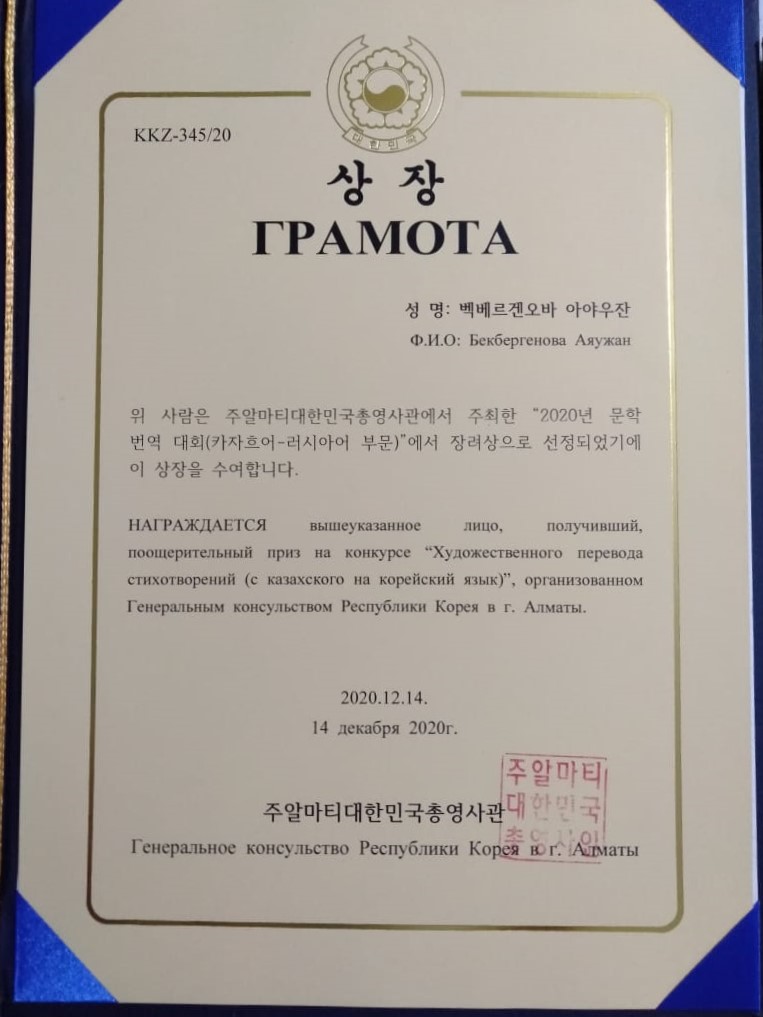 대한민국
KKZ-345/20
상 장
ГРАМОТА
성 명: 벡베르겐오바 아야우잔
Ф.И.О: Бекбергенова Аяужан
위 사람은 주알마티대한민국총영사관에서 주최한 “2020년 문학
번역 대회(카자흐어-러시아어 부문)”에서 장려상으로 선정되었기에
이 상장을 수여합니다.
НАГРАЖДАЕТСЯ вышеуказанное лицо, получивший,
поощерительный приз на конкурсе “Художественного перевода
стихотворений (с казахского на корейский язык)”, организованном
Генеральным консульством Республики Корея в г. Алматы.
2020.12.14.
14 декабря 2020г.
주알마티대한민국총영사관
Генеральное консульство Республики Корея в г. Алматы
주알마티
대한민국
총영사인